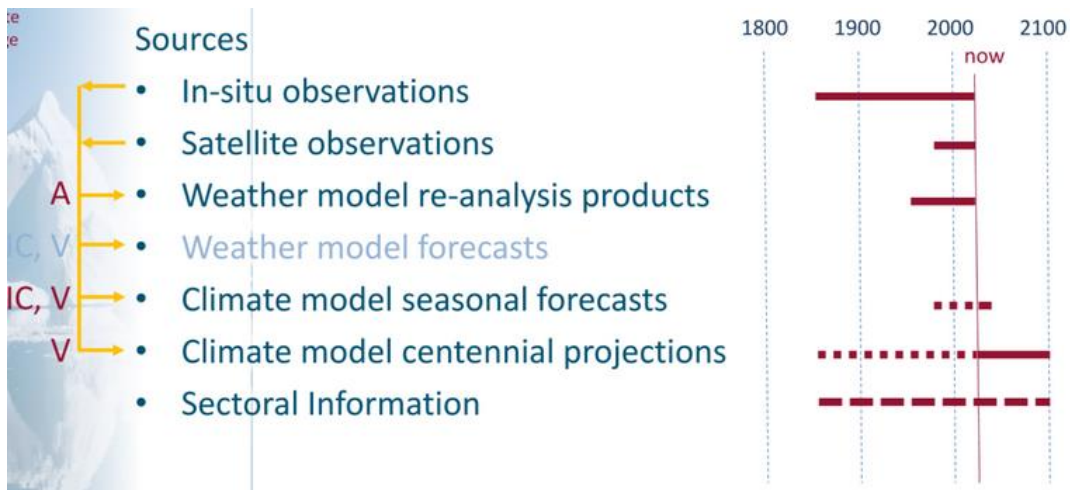 Sources
1800 1900 2000 2100
now
• In-situ observations
• Satellite observations
A • Weather model re-analysis products
IC, V • Weather model forecasts
IC, V • Climate model seasonal forecasts
V • Climate model centennial projections
• Sectoral Information